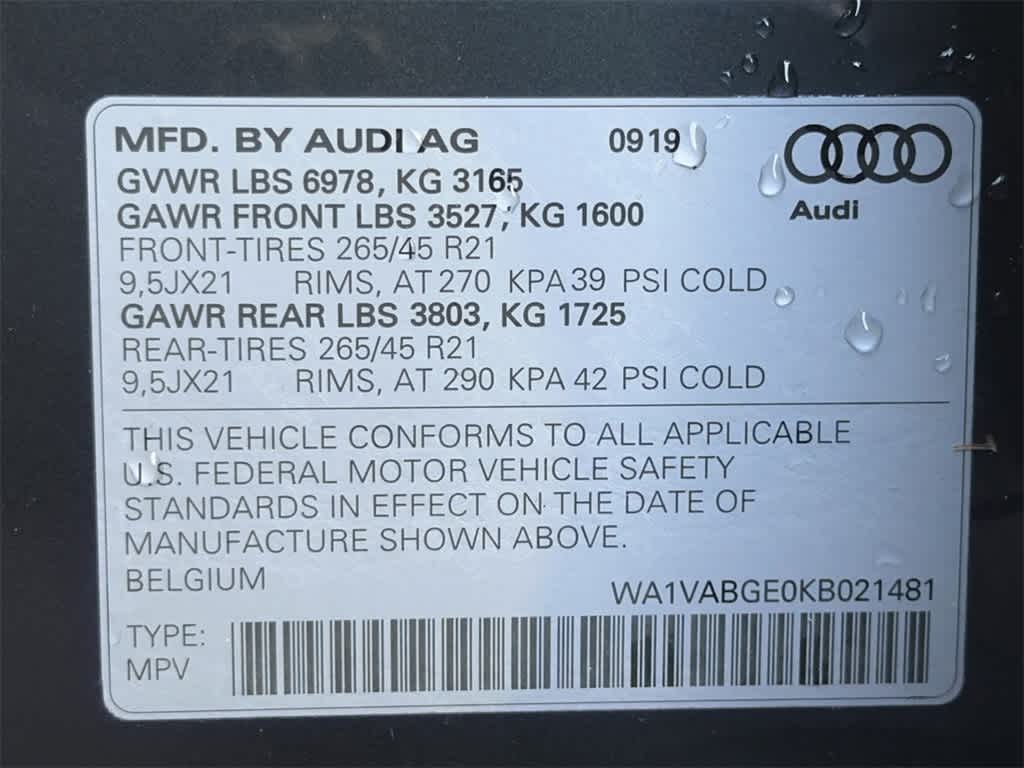 MFD. BY AUDI AG 0919
GVWR LBS 6978, KG 3165
GAWR FRONT LBS 3527, KG 1600
Audi
FRONT-TIRES 265/45 R21
9,5JX21 RIMS, AT 270 KPA 39 PSI COLD
GAWR REAR LBS 3803, KG 1725
REAR-TIRES 265/45 R21
9,5JX21 RIMS, AT 290 KPA 42 PSI COLD
THIS VEHICLE CONFORMS TO ALL APPLICABLE
U.S. FEDERAL MOTOR VEHICLE SAFETY
STANDARDS IN EFFECT ON THE DATE OF
MANUFACTURE SHOWN ABOVE.
BELGIUM
WA1VABGE0KB021481
TYPE:
MPV